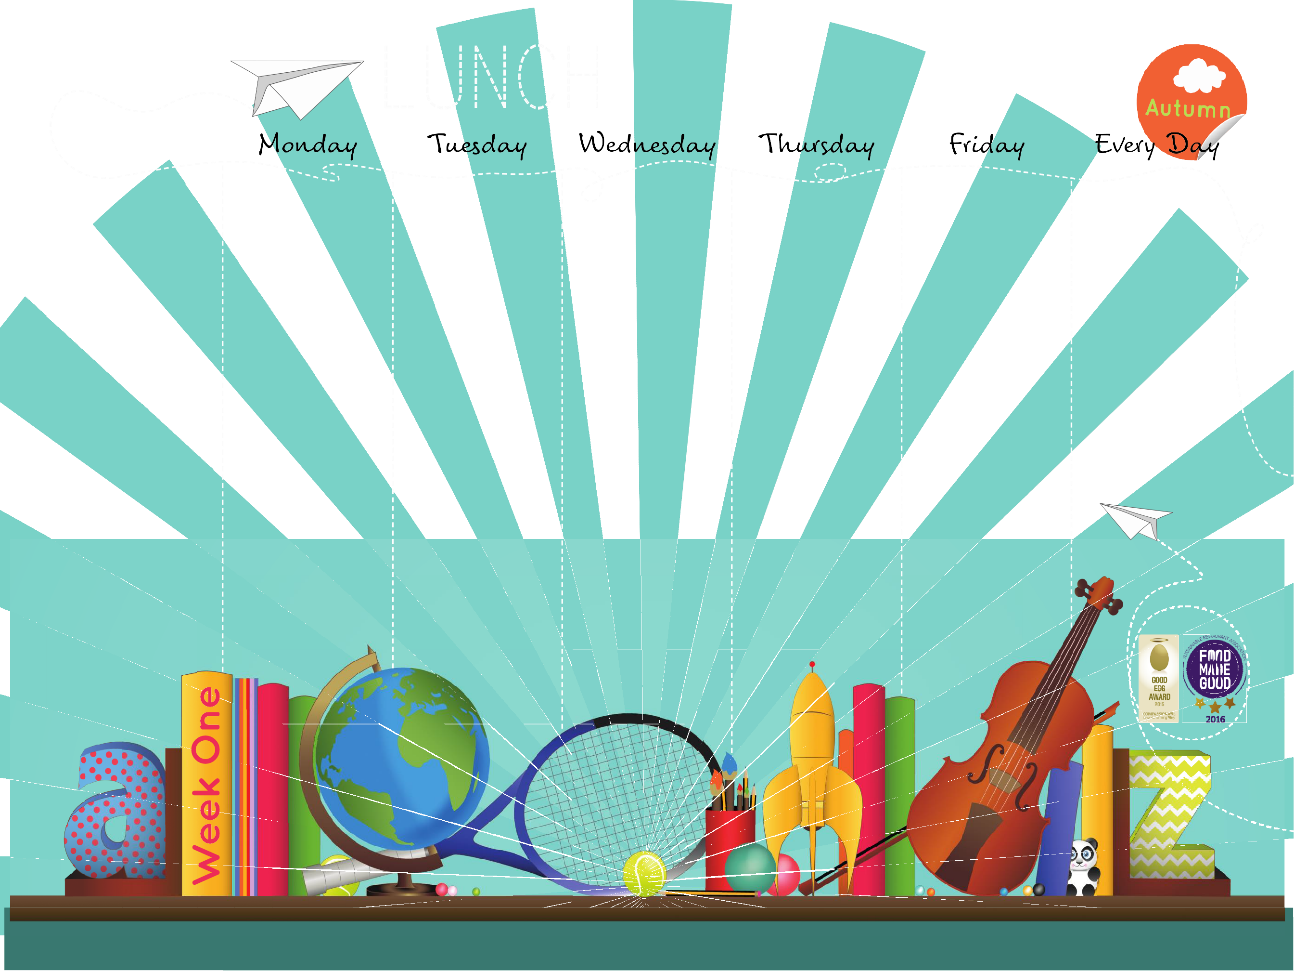 LUNCH
Autumn
Monday Tuesday Wednesday Thursday Friday Every Day
Week One
a
z
GOOD
EGG
AWARD
FOOD
MADE
GOOD
2016